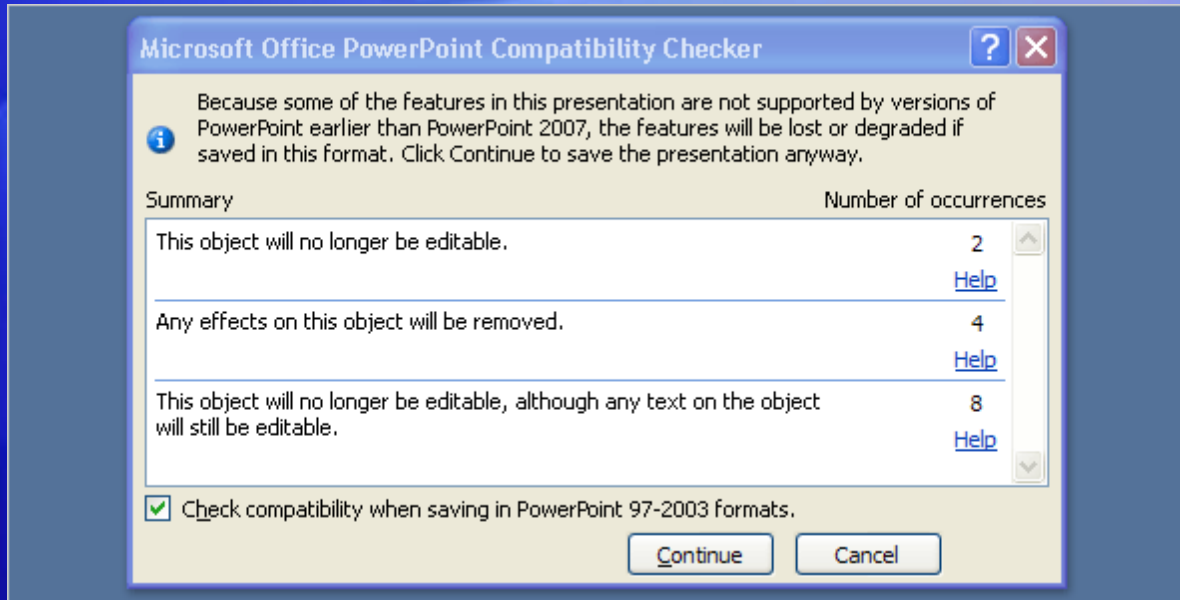 Microsoft Office PowerPoint Compatibility Checker
Because some of the features in this presentation are not supported by versions of
PowerPoint earlier than PowerPoint 2007, the features will be lost or degraded if
saved in this format. Click Continue to save the presentation anyway.
Summary Number of occurrences
This object will no longer be editable. 2
Help
Any effects on this object will be removed. 4
Help
This object will no longer be editable, although any text on the object 8
will still be editable.
Help
Check compatibility when saving in PowerPoint 97-2003 formats.
Continue Cancel